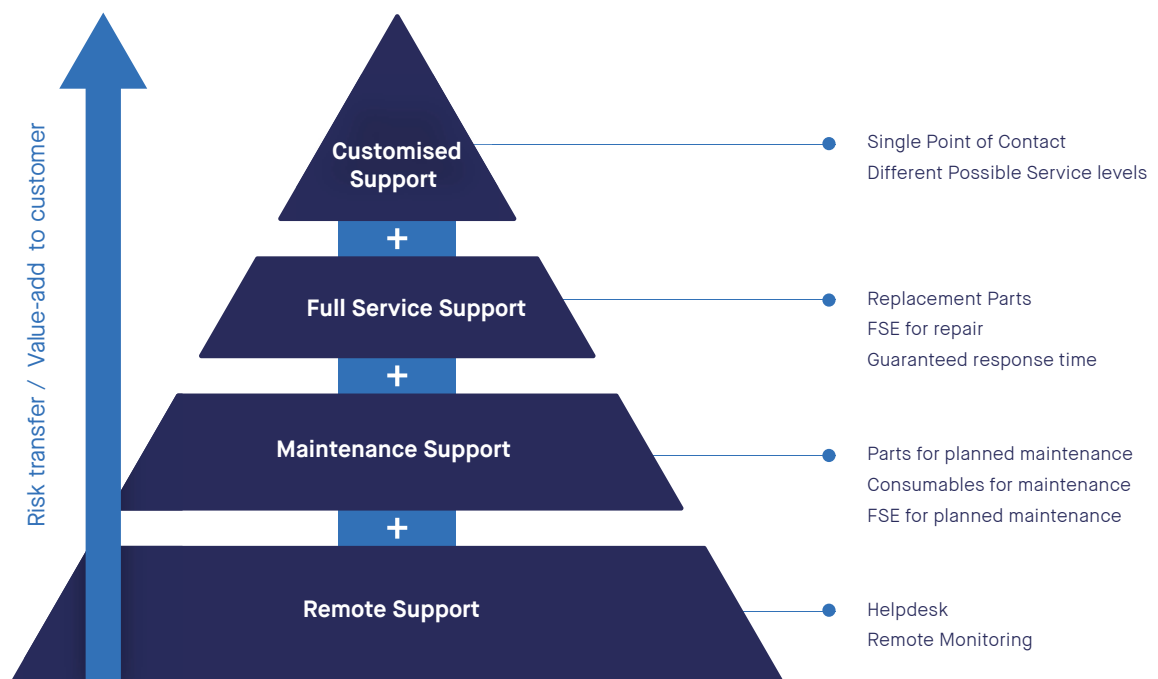 Risk transfer / Value-add to customer
Customised
Support
Single Point of Contact
Different Possible Service levels
+
Full Service Support
Replacement Parts
FSE for repair
Guaranteed response time
+
Maintenance Support
Parts for planned maintenance
Consumables for maintenance
FSE for planned maintenance
+
Remote Support
Helpdesk
Remote Monitoring